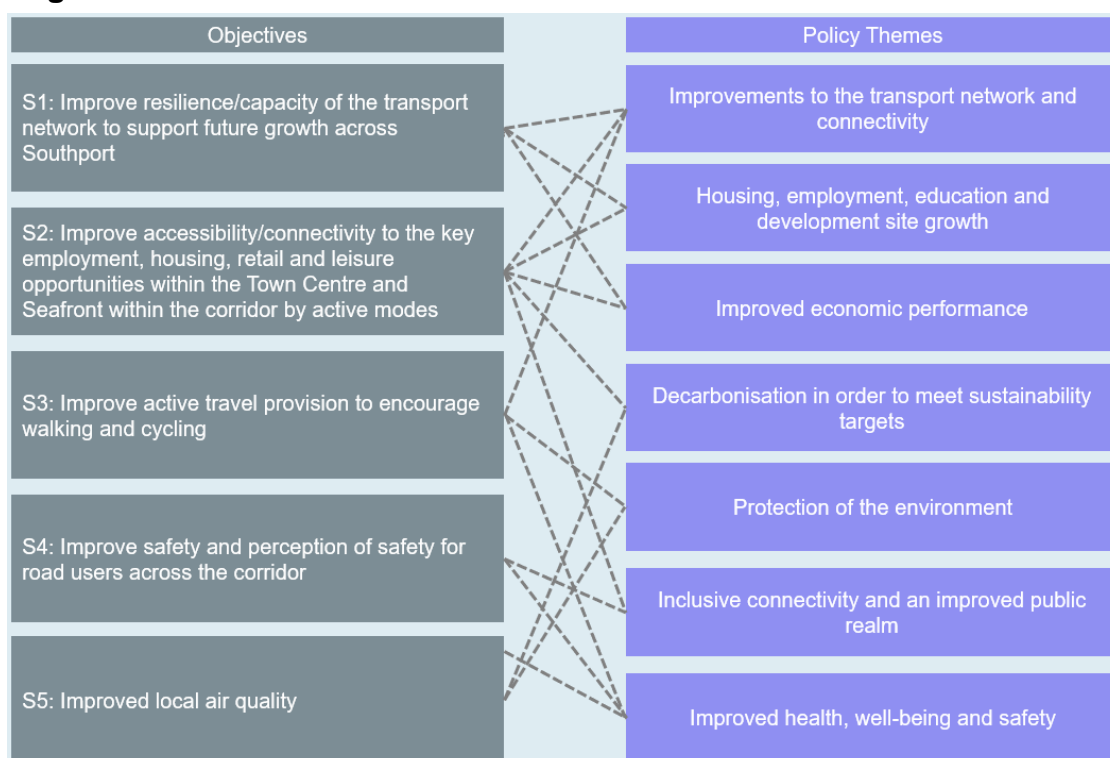 Objectives
S1: Improve resilience/capacity of the transport
network to support future growth across
Southport
S2: Improve accessibility/connectivity to the key
employment, housing, retail and leisure
opportunities within the Town Centre and
Seafront within the corridor by active modes
S3: Improve active travel provision to encourage
walking and cycling
S4: Improve safety and perception of safety for
road users across the corridor
S5: Improved local air quality
Policy Themes
Improvements to the transport network and
connectivity
Housing, employment, education and
development site growth
Improved economic performance
Decarbonisation in order to meet sustainability
targets
Protection of the environment
Inclusive connectivity and an improved public
realm
Improved health, well-being and safety